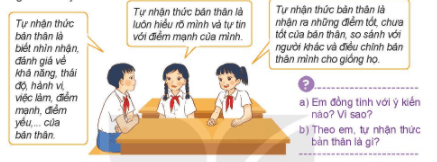 Tự nhận thức
bản thân là
biết nhìn nhận,
đánh giá về
khả năng, thái
độ, hành vi,
việc làm, điểm
mạnh, điểm
yếu,... của
bản thân.
Tự nhận thức bản thân là
luôn hiểu rõ mình và tự tin
với điểm mạnh của mình.
Tự nhận thức bản thân là
nhận ra những điểm tốt, chưa
tốt của bản thân, so sánh với
người khác và điều chỉnh bản
thân mình cho giống họ.
?
a) Em đồng tình với ý kiến
nào? Vì sao?
b) Theo em, tự nhận thức
bản thân là gì?